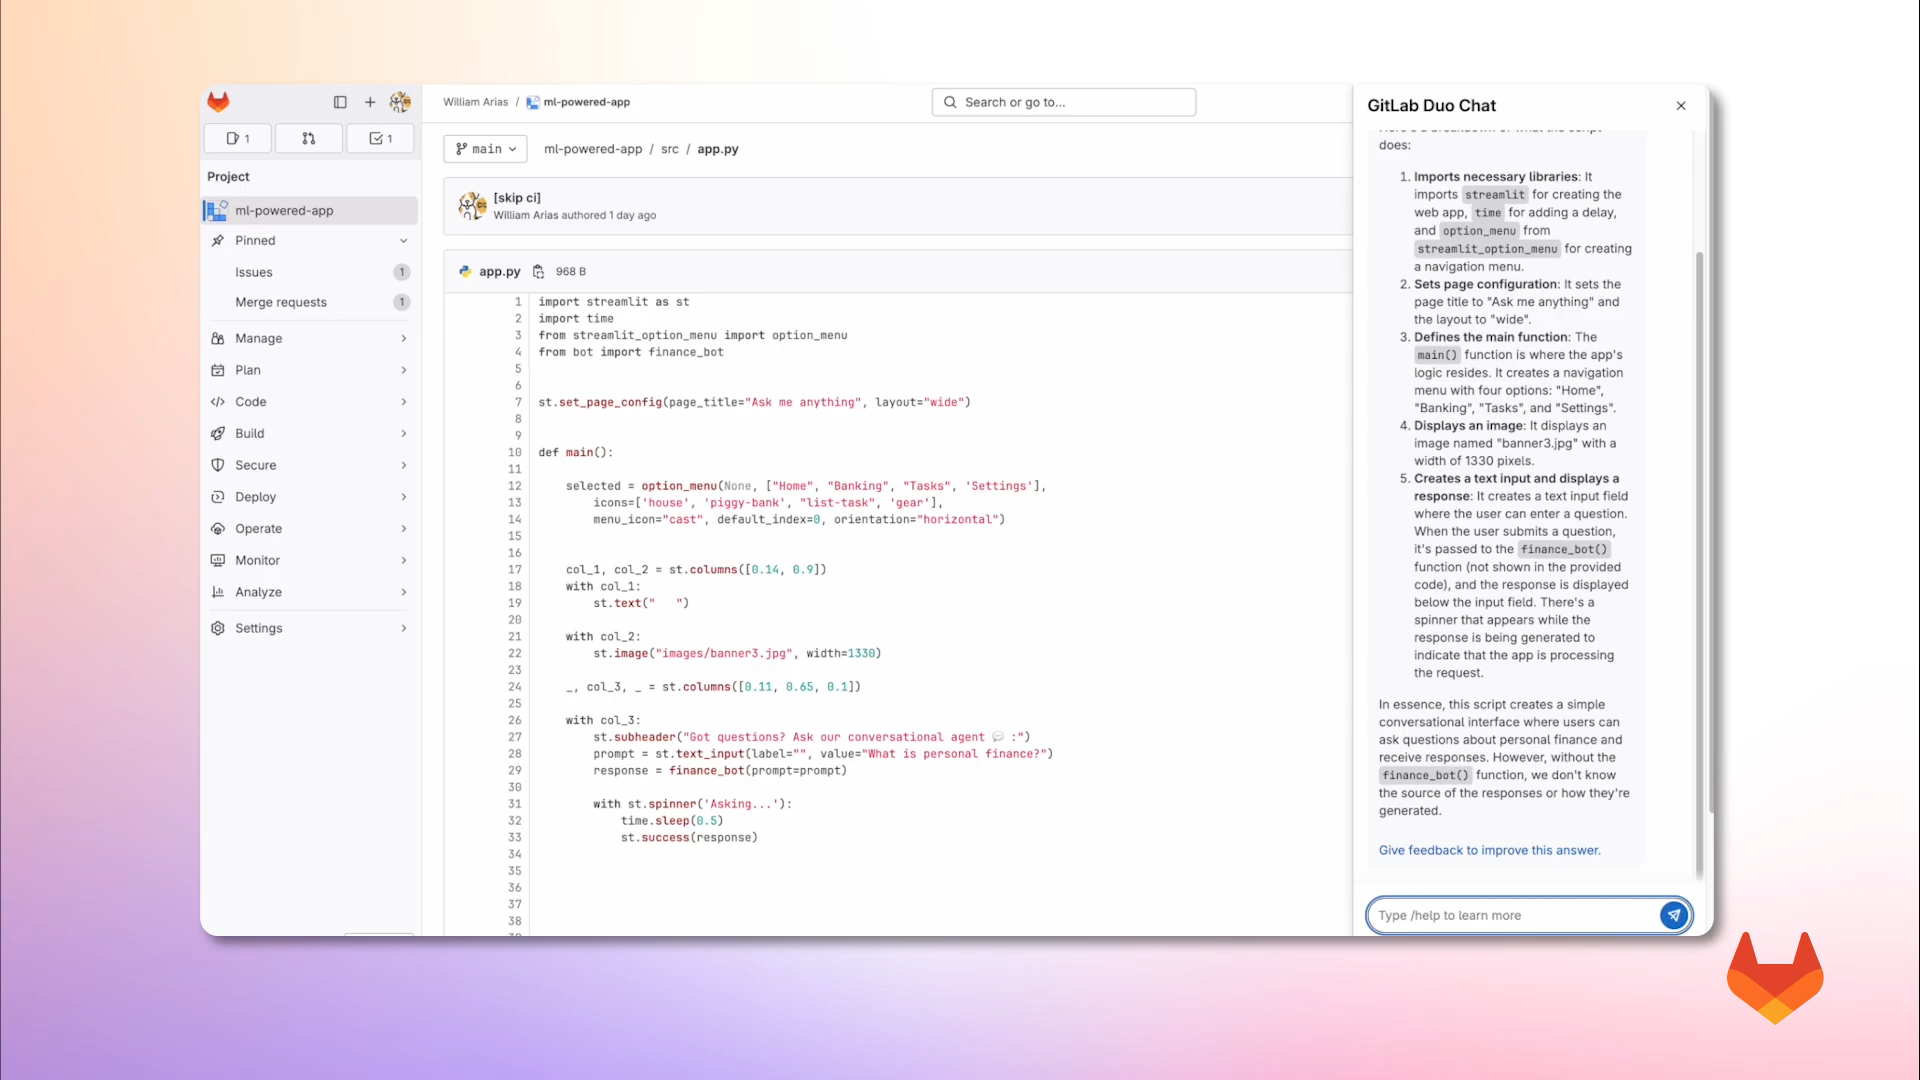 1
1
Project
ml-powered-app
Pinned
Issues 1
Merge requests 1
Manage
Plan
Code
Build
Secure
Deploy
Operate
Monitor
Analyze
Settings
William Arias / ml-powered-app
Search or go to...
main
ml-powered-app / src / app.py
[skip ci]
William Arias authored 1 day ago
app.py 968 B
1 import streamlit as st
2 import time
3 from streamlit_option_menu import option_menu
4 from bot import finance_bot
5
6
7 st.set_page_config(page_title="Ask me anything", layout="wide")
8
9
10 def main():
11
12 selected = option_menu(None, ["Home", "Banking", "Tasks", 'Settings'],
13 icons=['house', 'piggy-bank', "list-task", 'gear'],
14 menu_icon="cast", default_index=0, orientation="horizontal")
15
16
17 col_1, col_2 = st.columns([0.14, 0.9])
18 with col_1:
19 st.text("   ")
20
21 with col_2:
22 st.image("images/banner3.jpg", width=1330)
23
24 _, col_3, _ = st.columns([0.11, 0.65, 0.1])
25
26 with col_3:
27 st.subheader("Got questions? Ask our conversational agent 💬 :")
28 prompt = st.text_input(label="", value="What is personal finance?")
29 response = finance_bot(prompt=prompt)
30
31 with st.spinner('Asking...'):
32 time.sleep(0.5)
33 st.success(response)
34
35
36
37
38
GitLab Duo Chat
does:
1. Imports necessary libraries: It
imports streamlit for creating the
web app, time for adding a delay,
and option_menu from
streamlit_option_menu for creating
a navigation menu.
2. Sets page configuration: It sets the
page title to "Ask me anything" and
the layout to "wide".
3. Defines the main function: The
main() function is where the app's
logic resides. It creates a navigation
menu with four options: "Home",
"Banking", "Tasks", and "Settings".
4. Displays an image: It displays an
image named "banner3.jpg" with a
width of 1330 pixels.
5. Creates a text input and displays a
response: It creates a text input field
where the user can enter a question.
When the user submits a question,
it's passed to the finance_bot()
function (not shown in the provided
code), and the response is displayed
below the input field. There's a
spinner that appears while the
response is being generated to
indicate that the app is processing
the request.
In essence, this script creates a simple
conversational interface where users can
ask questions about personal finance and
receive responses. However, without the
finance_bot() function, we don't know
the source of the responses or how they're
generated.
Give feedback to improve this answer.
Type /help to learn more